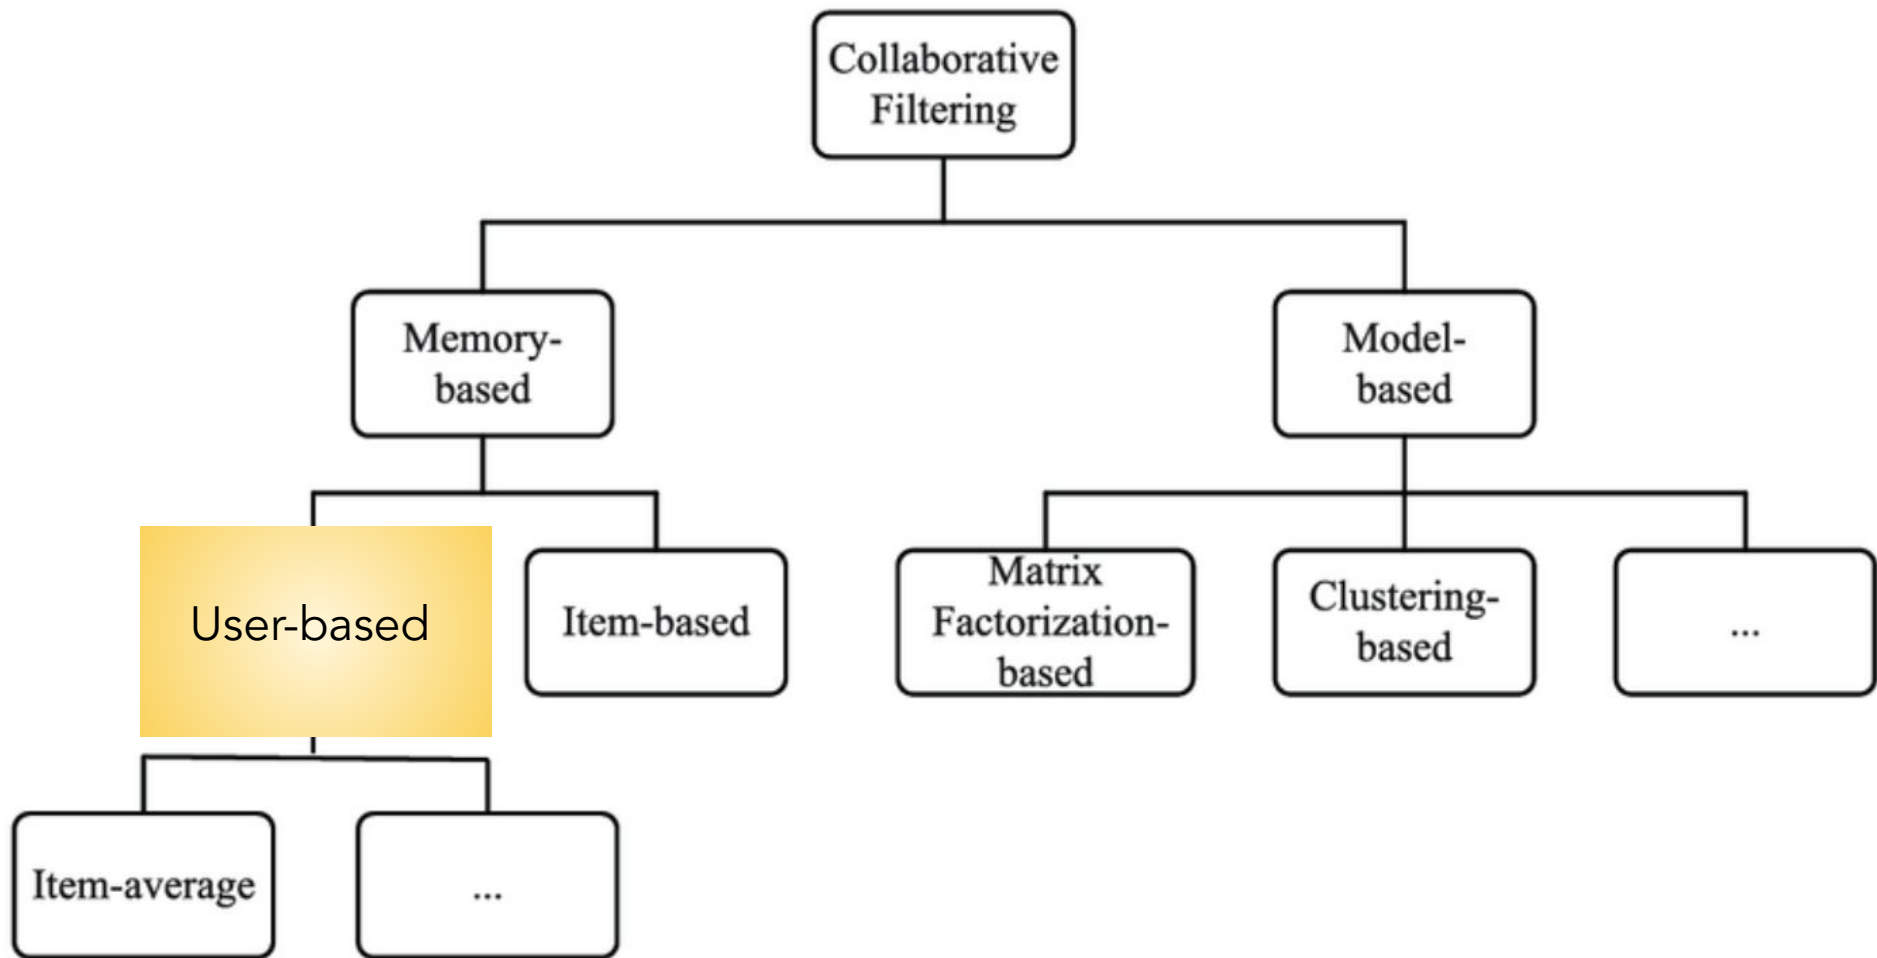 Collaborative
Filtering
Memory-
based
Model-
based
User-based
Item-based
Matrix
Factorization-
based
Clustering-
based
...
Item-average
...